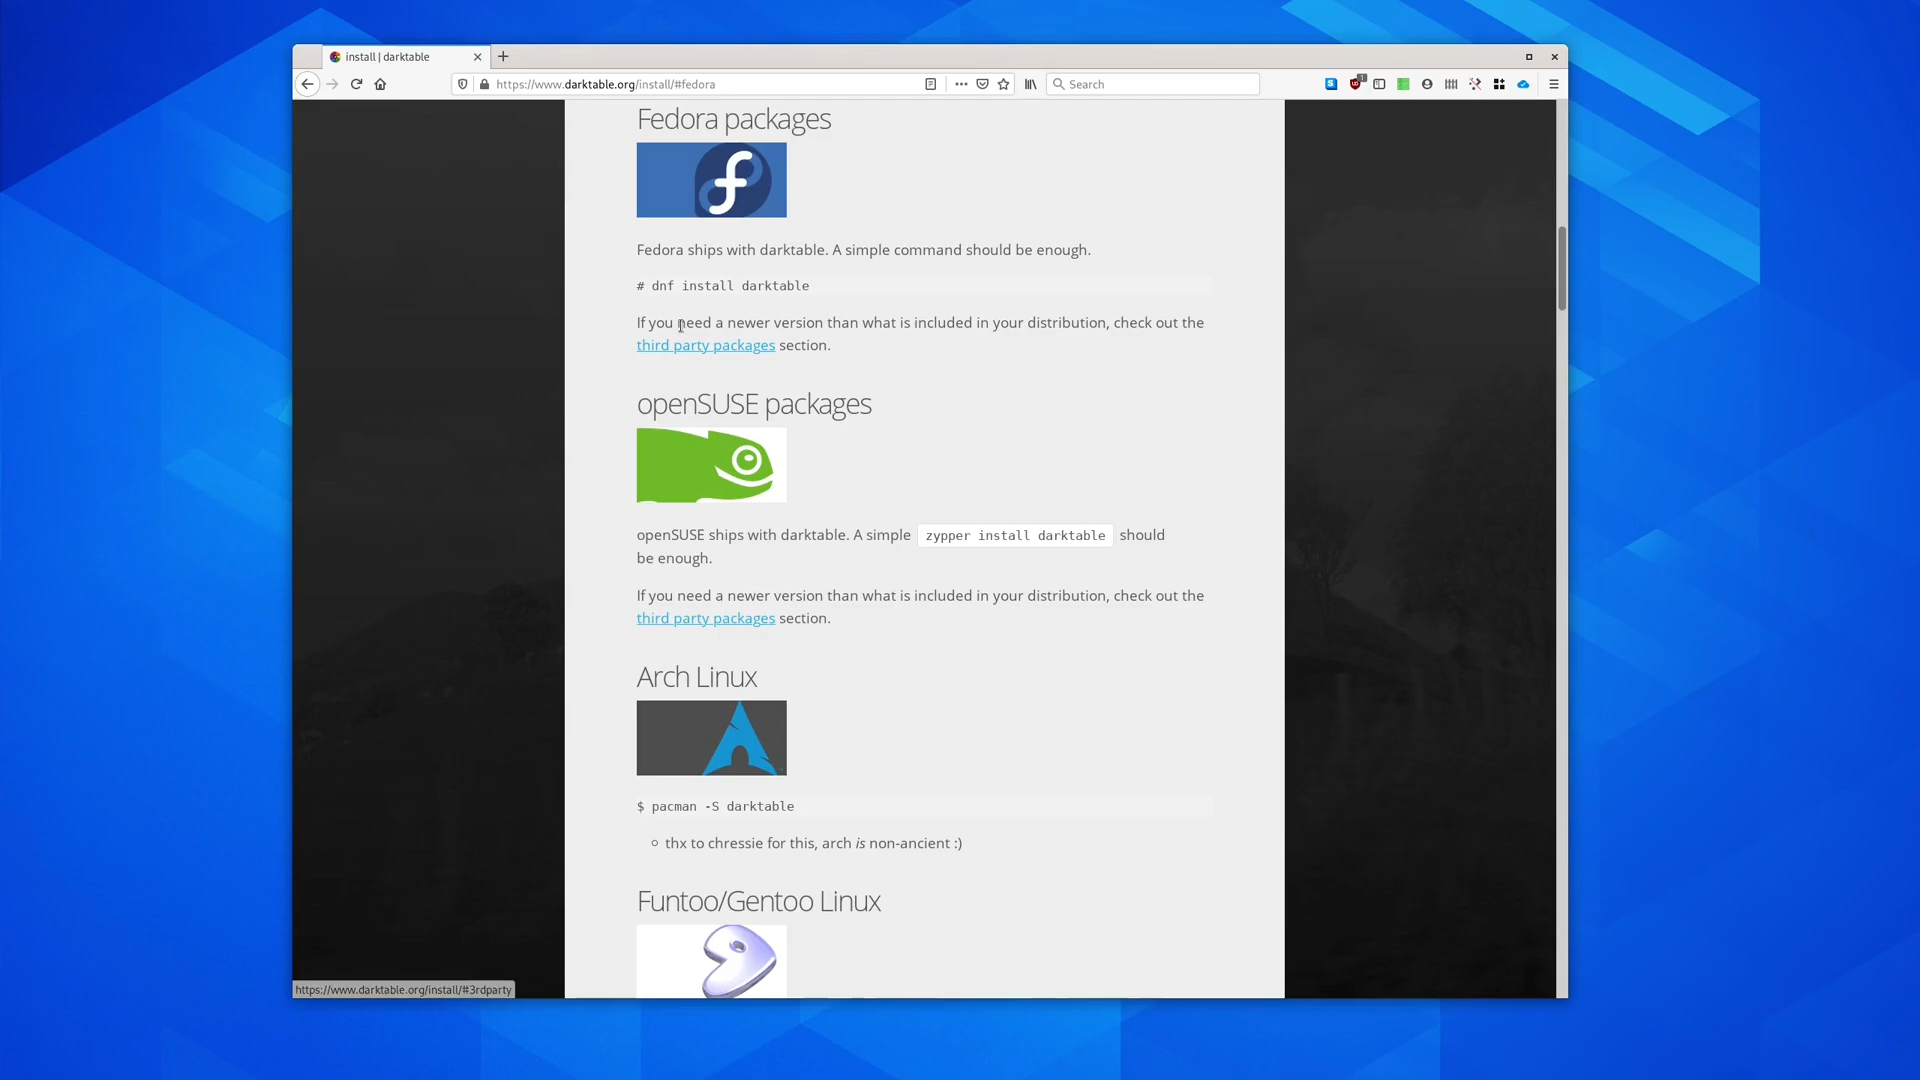 install | darktable
https://www.darktable.org/install/#fedora
Search
1
Fedora packages
Fedora ships with darktable. A simple command should be enough.
# dnf install darktable
If you need a newer version than what is included in your distribution, check out the
third party packages section.
openSUSE packages
openSUSE ships with darktable. A simple zypper install darktable should
be enough.
If you need a newer version than what is included in your distribution, check out the
third party packages section.
Arch Linux
$ pacman -S darktable
thx to chressie for this, arch is non-ancient :)
Funtoo/Gentoo Linux
https://www.darktable.org/install/#3rdparty